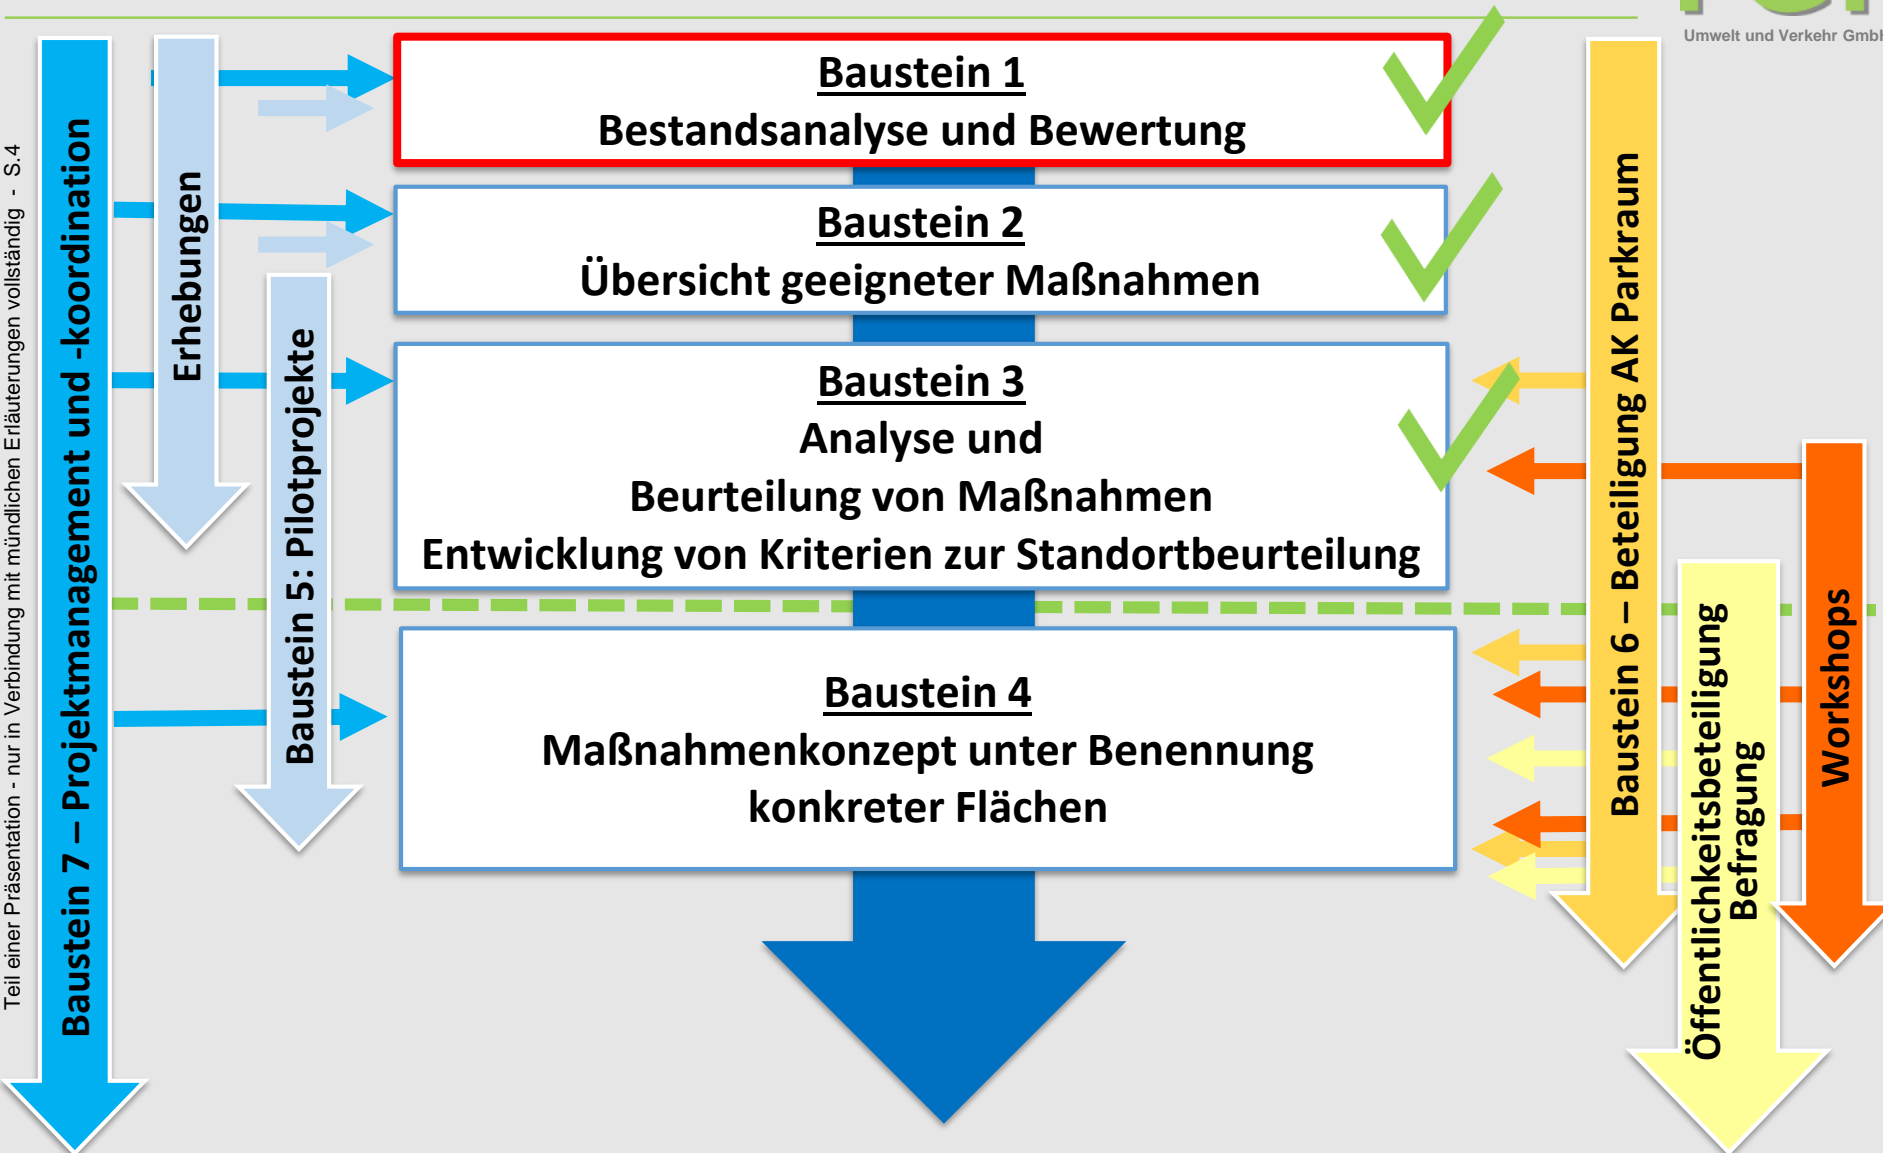 Umwelt und Verkehr GmbH
Teil einer Präsentation - nur in Verbindung mit mündlichen Erläuterungen vollständig - S.4
Baustein 7 – Projektmanagement und -koordination
Erhebungen
Baustein 5: Pilotprojekte
Baustein 1
Bestandsanalyse und Bewertung
Baustein 2
Übersicht geeigneter Maßnahmen
Baustein 3
Analyse und
Beurteilung von Maßnahmen
Entwicklung von Kriterien zur Standortbeurteilung
Baustein 4
Maßnahmenkonzept unter Benennung
konkreter Flächen
Baustein 6 – Beteiligung AK Parkraum
Öffentlichkeitsbeteiligung
Befragung
Workshops